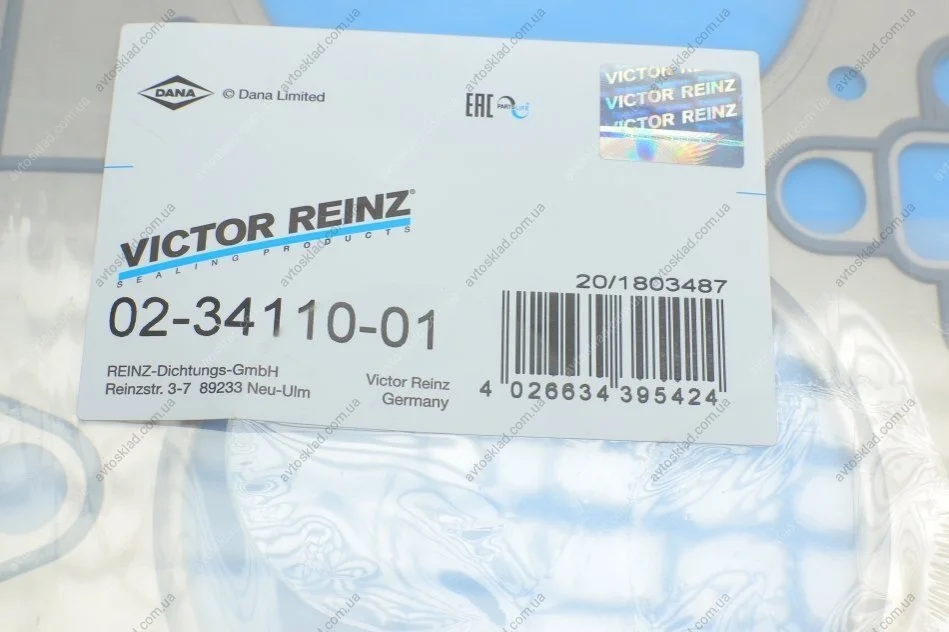 DANA
© Dana Limited
EAC
VICTOR REINZ
VICTOR REINZ
VICTOR REINZ
VICTOR REINZ®
SEALING PRODUCTS
02-34110-01
20/1803487
REINZ-Dichtungs-GmbH
Reinzstr. 3-7 89233 Neu-Ulm
Victor Reinz
Germany
4 026634 395424
avtosklad.com.ua